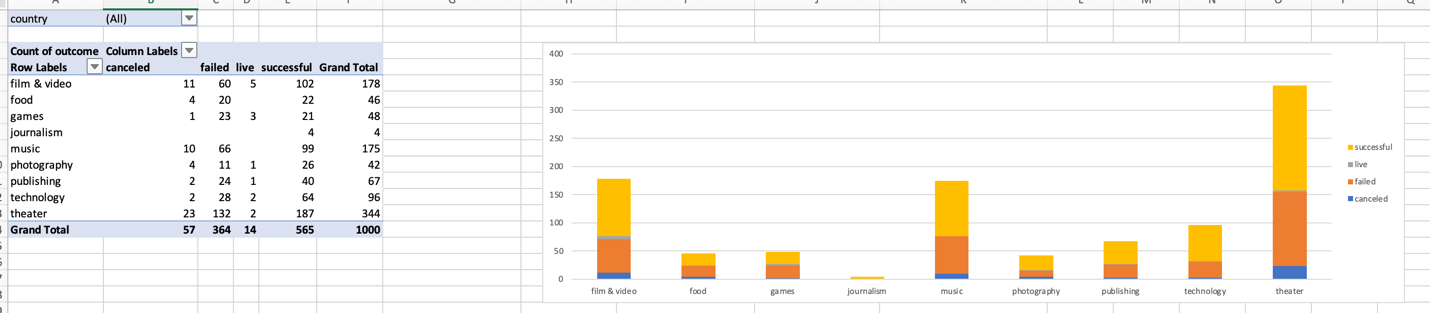 country (All)
Count of outcome Column Labels
Row Labels canceled failed live successful Grand Total
film & video 11 60 5 102 178
food 4 20 22 46
games 1 23 3 21 48
journalism 4 4
music 10 66 99 175
photography 4 11 1 26 42
publishing 2 24 1 40 67
technology 2 28 2 64 96
theater 23 132 2 187 344
Grand Total 57 364 14 565 1000
400
350
300
250
200
150
100
50
0
film & video food games journalism music photography publishing technology theater
successful
live
failed
canceled